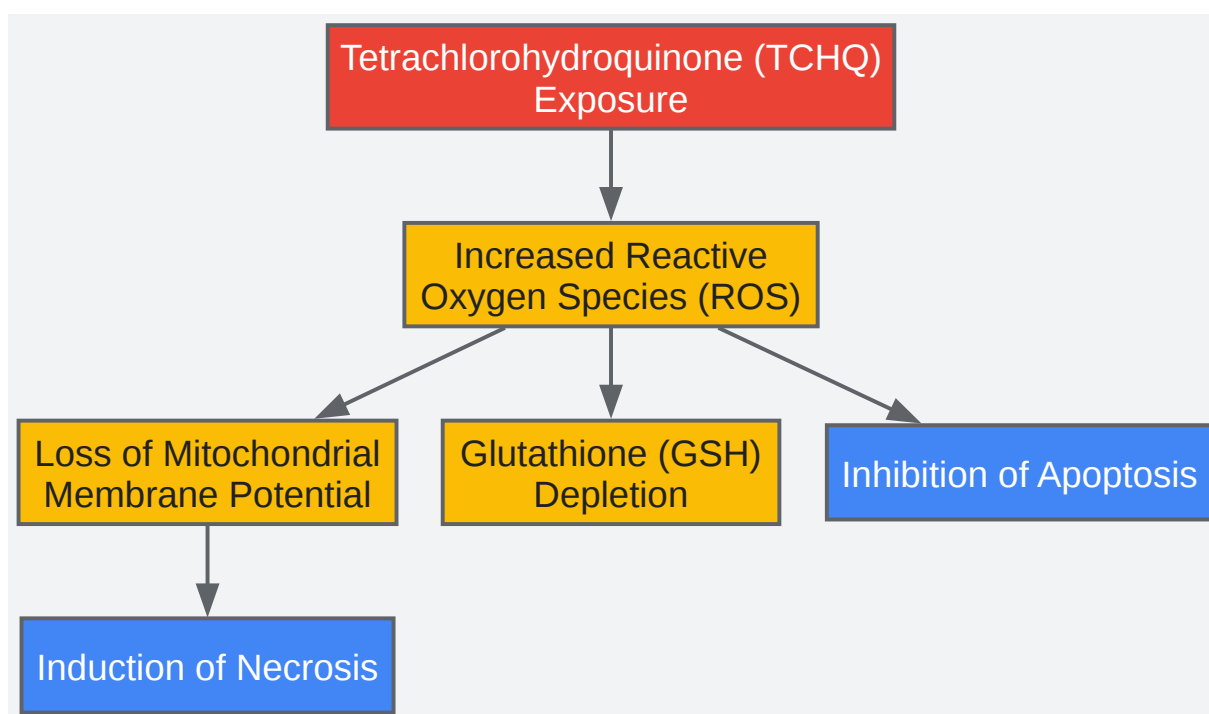 Tetrachlorohydroquinone (TCHQ)
Exposure
Increased Reactive
Oxygen Species (ROS)
Loss of Mitochondrial
Membrane Potential
Glutathione (GSH)
Depletion
Inhibition of Apoptosis
Induction of Necrosis